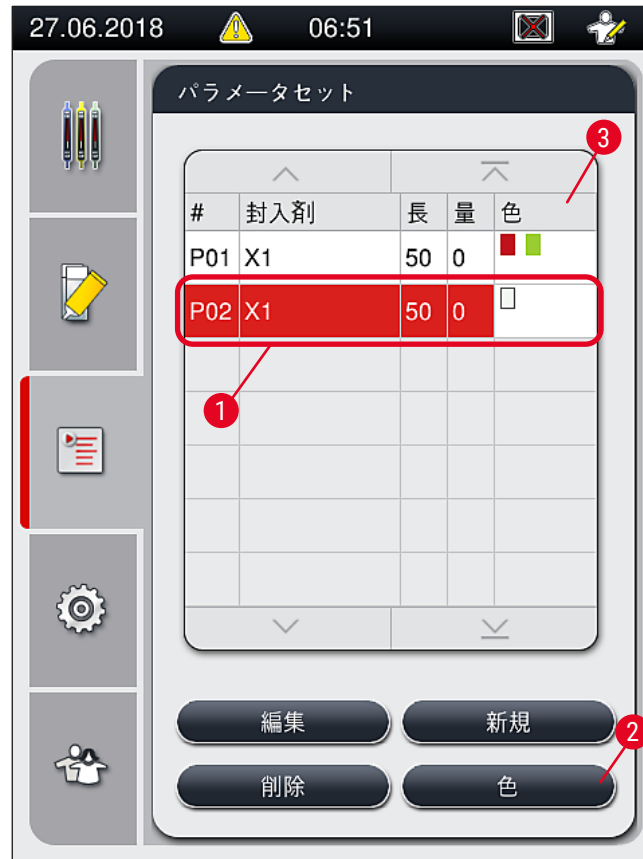 27.06.2018 06:51
パラメータセット
3
# 封入剤 長 量 色
P01 X1 50 0
P02 X1 50 0
1
編集 新規
2
削除 色